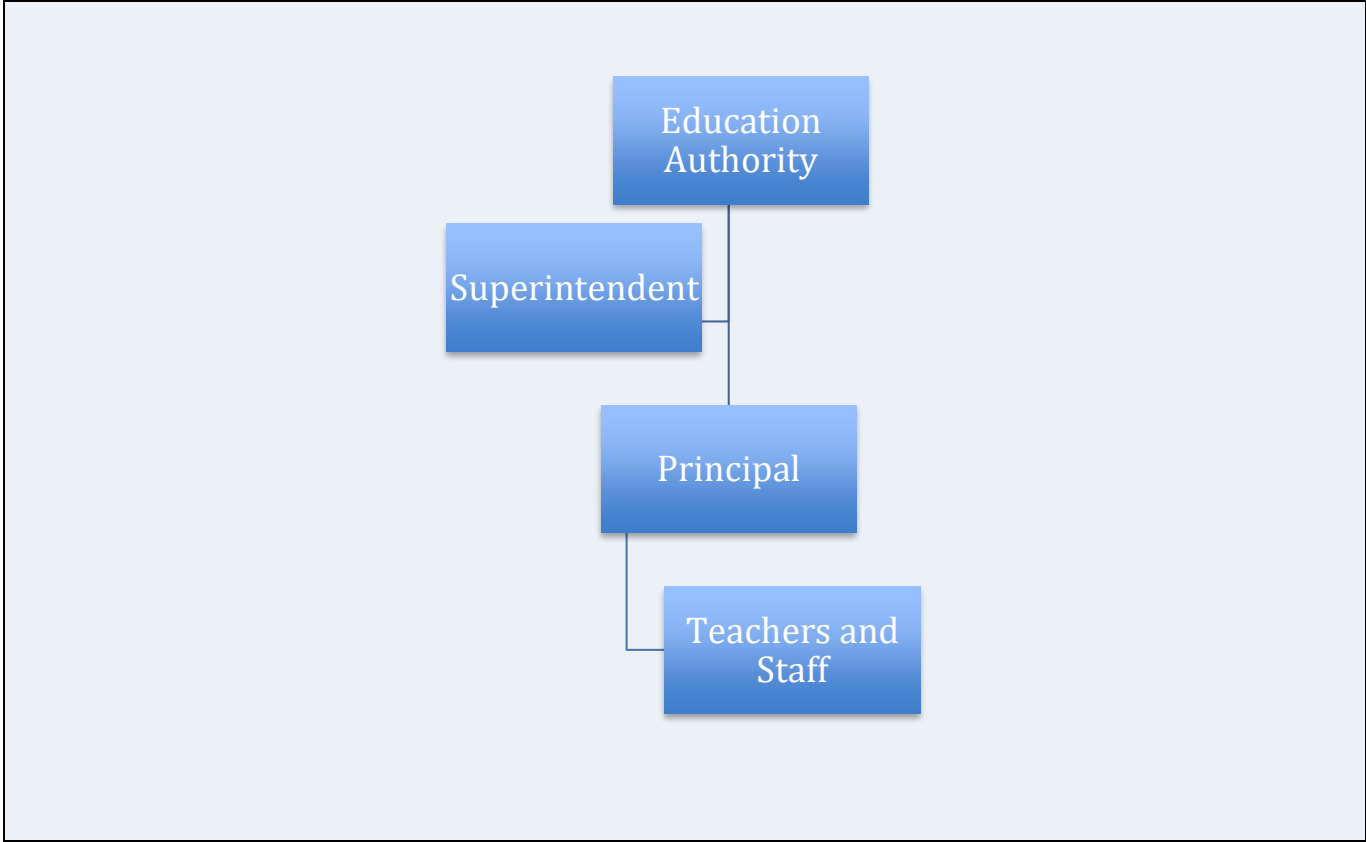 Education
Authority
Superintendent
Principal
Teachers and
Staff